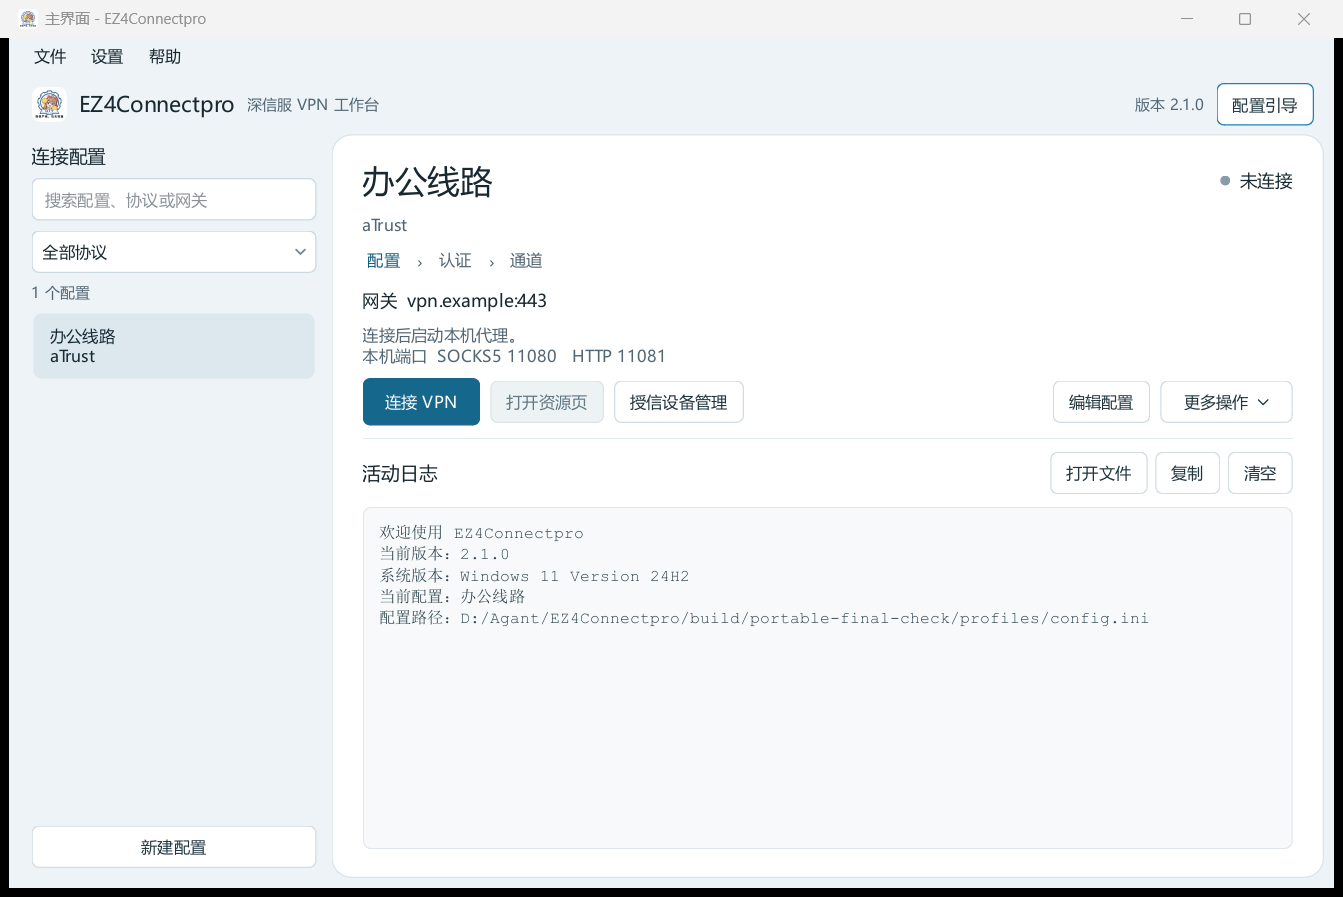 主界面 - EZ4Connectpro
文件 设置 帮助
EZ4Connectpro 深信服 VPN 工作台
版本 2.1.0 配置引导
连接配置
搜索配置、协议或网关
全部协议
1 个配置
办公线路
aTrust
新建配置
办公线路
未连接
aTrust
配置 › 认证 › 通道
网关 vpn.example:443
连接后启动本机代理。
本机端口 SOCKS5 11080 HTTP 11081
连接 VPN 打开资源页 授信设备管理 编辑配置 更多操作
活动日志 打开文件 复制 清空
欢迎使用 EZ4Connectpro
当前版本: 2.1.0
系统版本: Windows 11 Version 24H2
当前配置: 办公线路
配置路径: D:/Agant/EZ4Connectpro/build/portable-final-check/profiles/config.ini